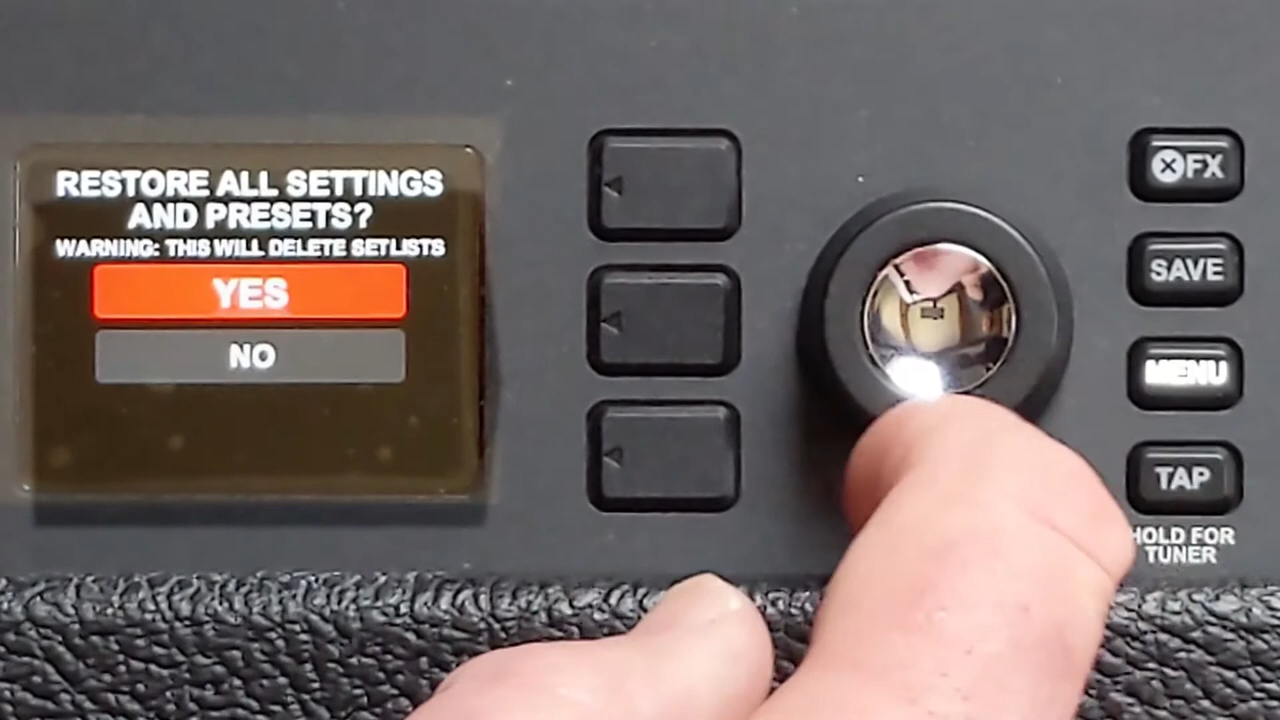 RESTORE ALL SETTINGS
AND PRESETS?
WARNING: THIS WILL DELETE SETLISTS
YES
NO
FX
SAVE
MENU
TAP
HOLD FOR
TUNER